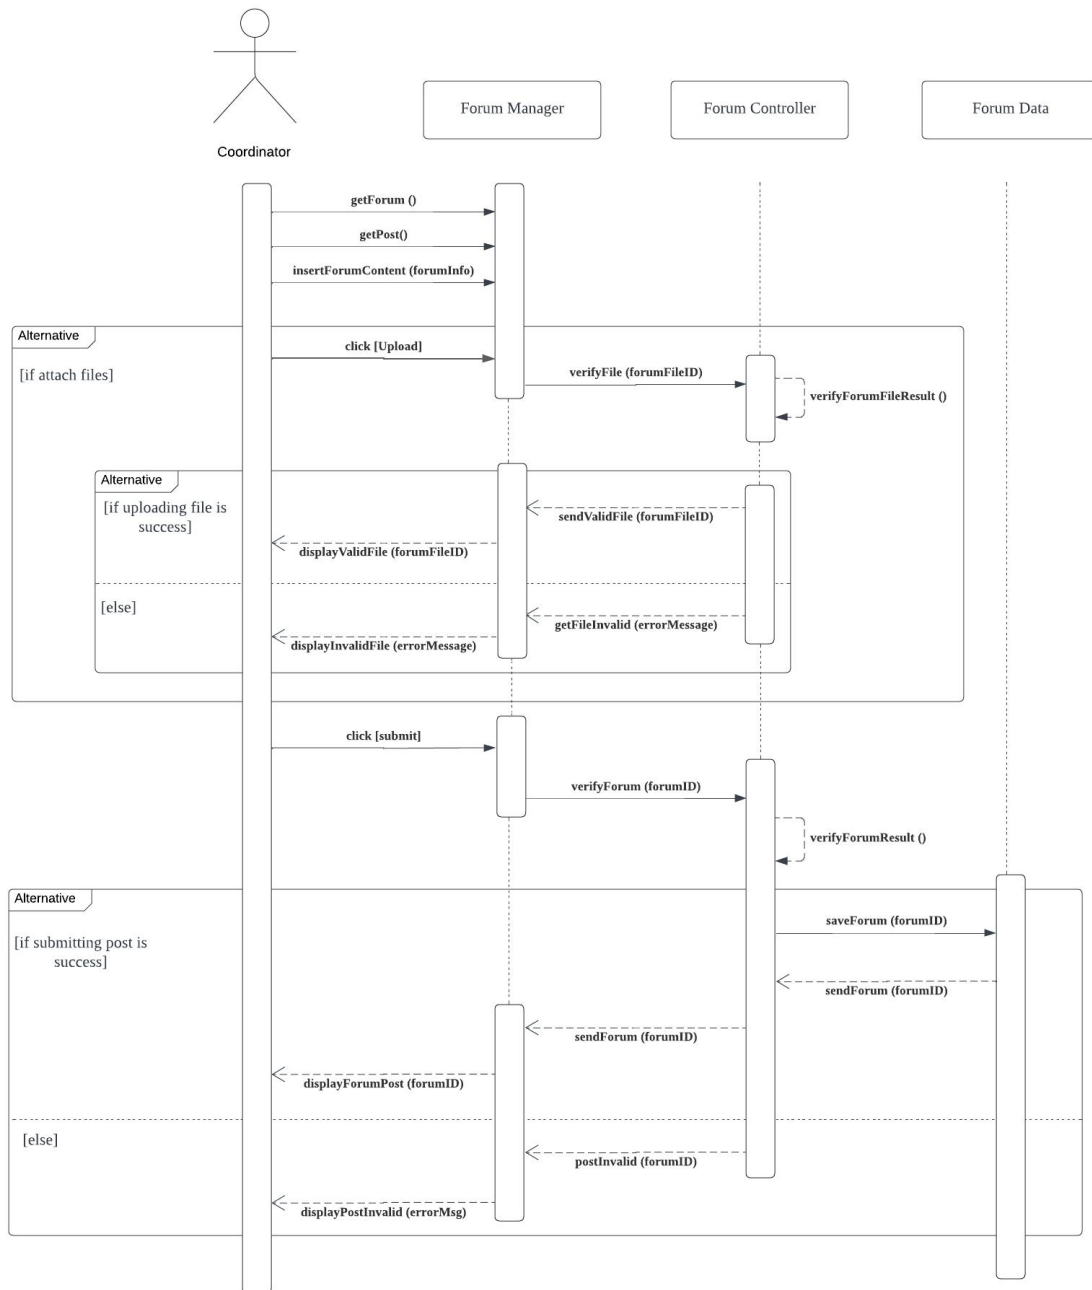 Coordinator
Forum Manager
Forum Controller
Forum Data
getForum ()
getPost()
insertForumContent (forumInfo)
Alternative
[if attach files]
click [Upload]
verifyFile (forumFileID)
verifyForumFileResult ()
Alternative
[if uploading file is
success]
sendValidFile (forumFileID)
displayValidFile (forumFileID)
[else]
getFileInvalid (errorMessage)
displayInvalidFile (errorMessage)
click [submit]
verifyForum (forumID)
verifyForumResult ()
Alternative
[if submitting post is
success]
saveForum (forumID)
sendForum (forumID)
sendForum (forumID)
displayForumPost (forumID)
[else]
postInvalid (forumID)
displayPostInvalid (errorMsg)